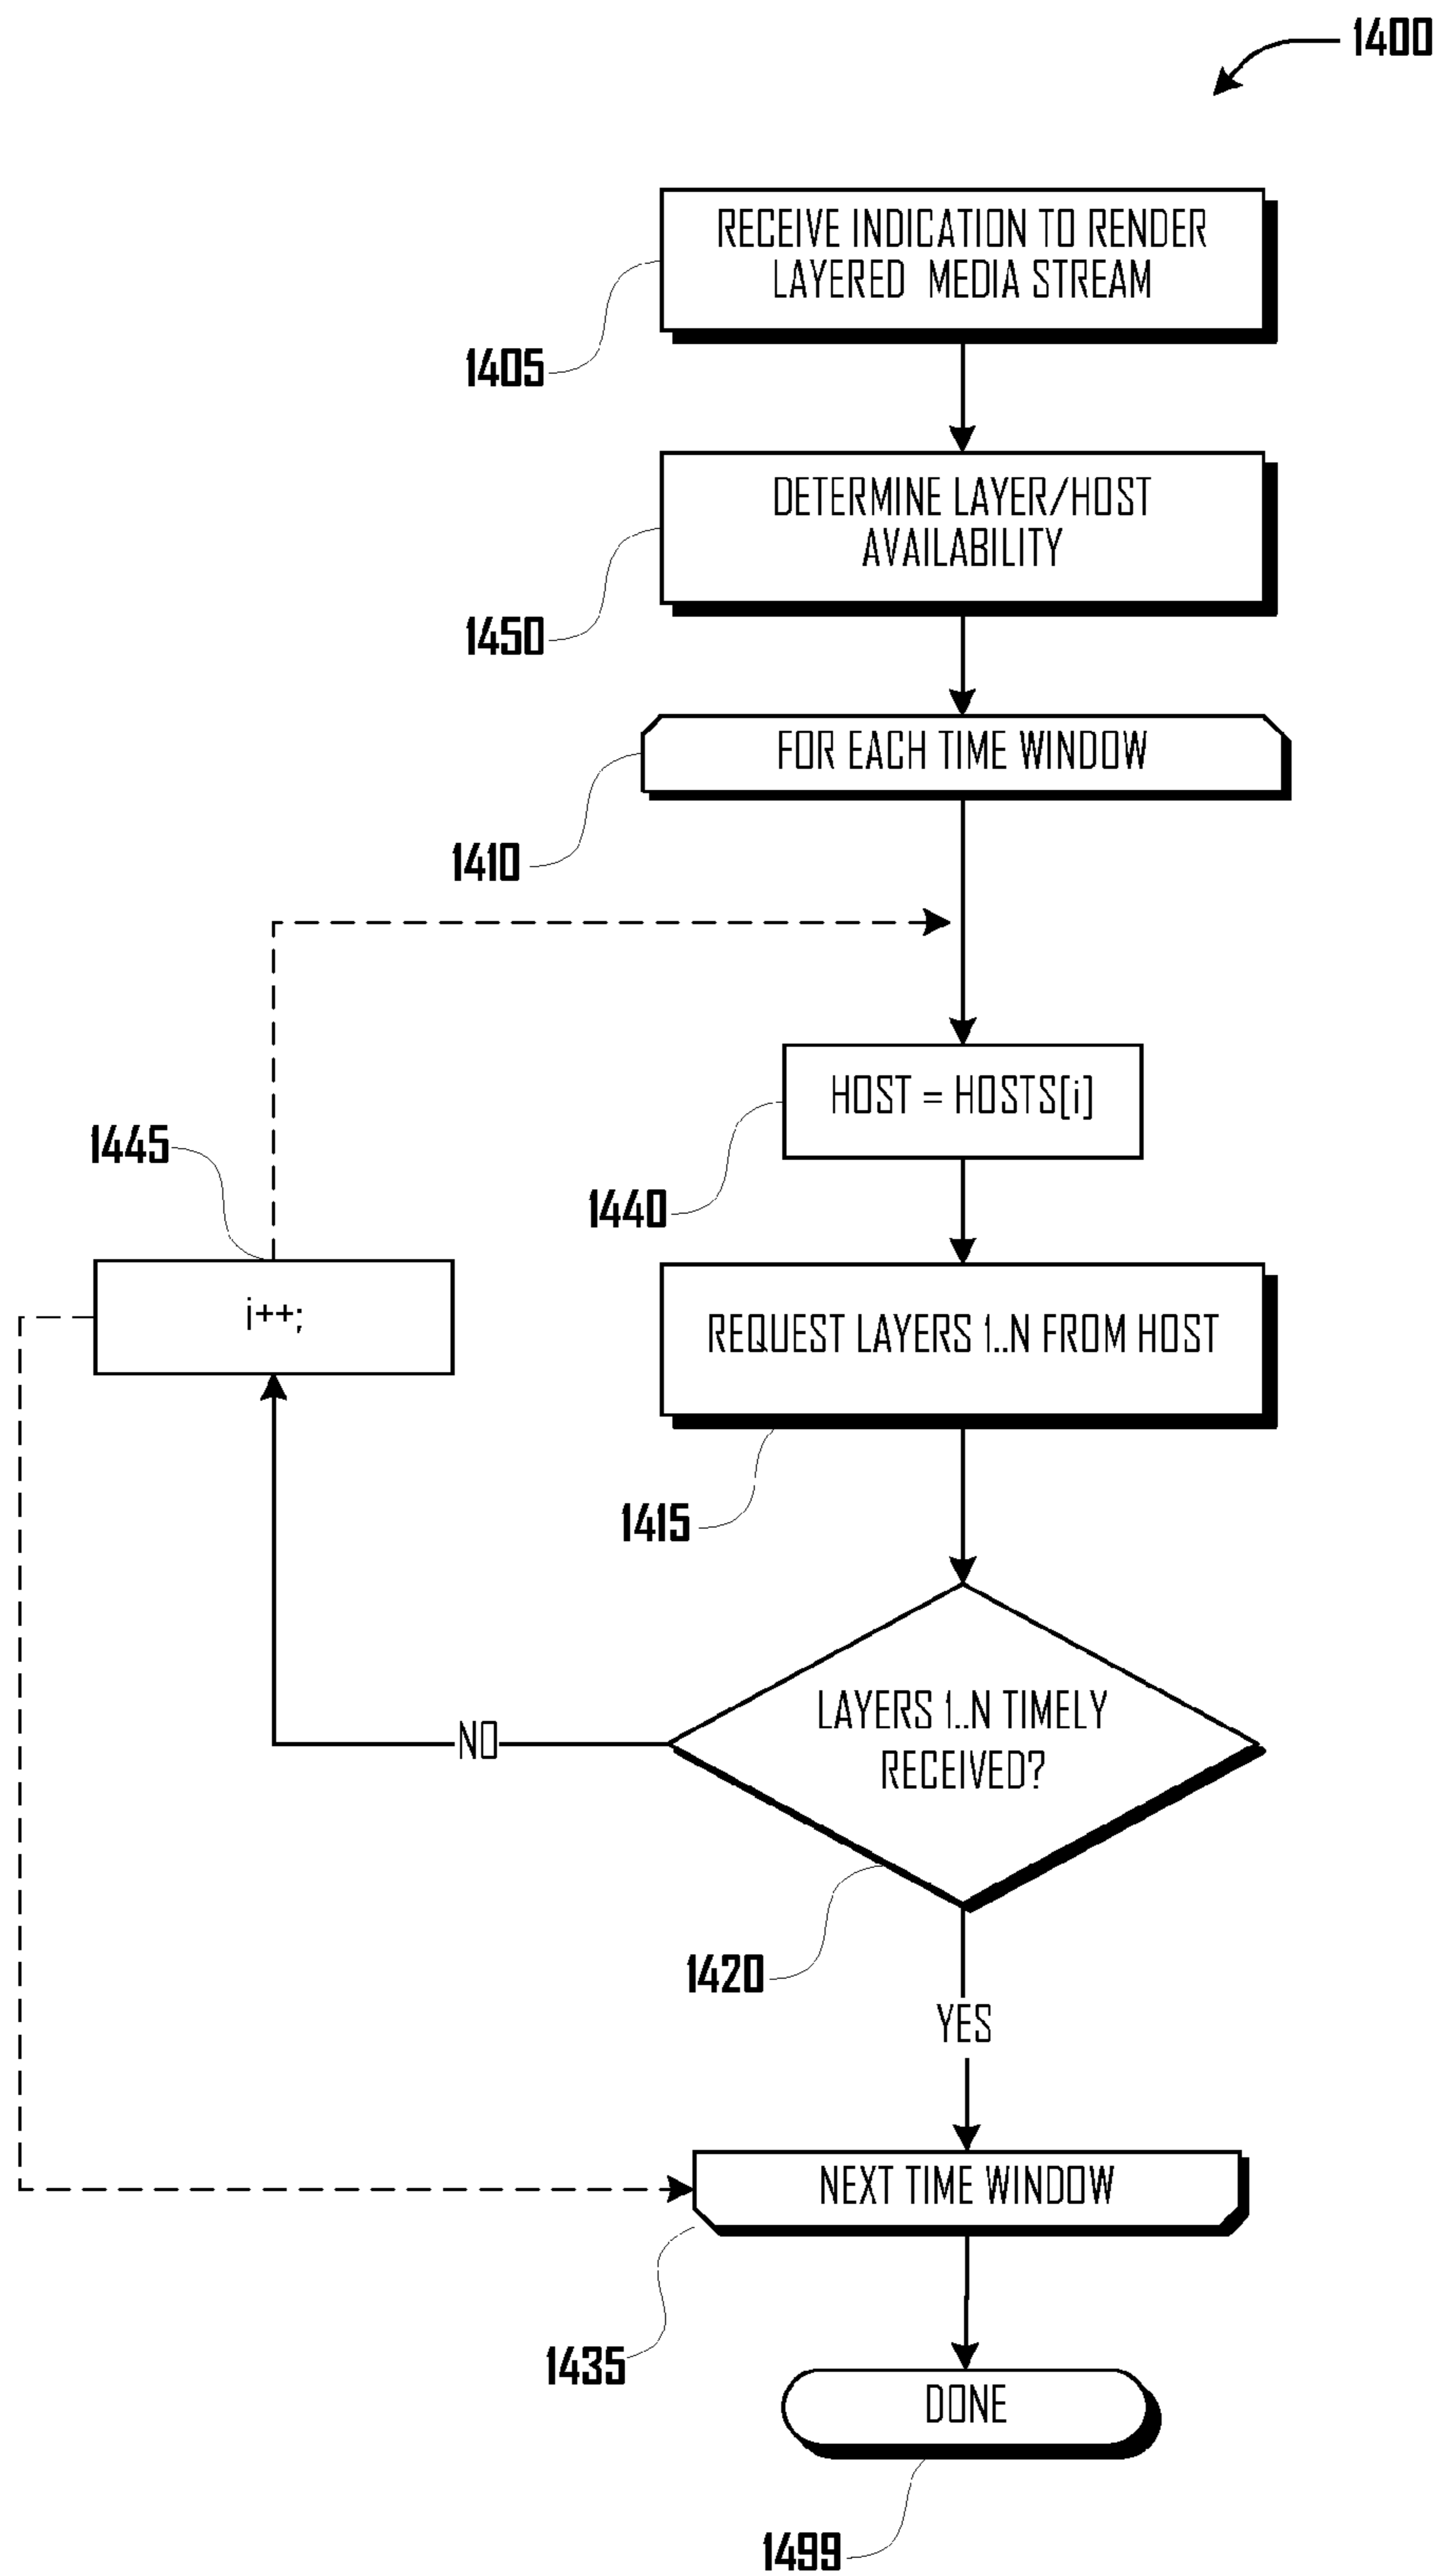 1400
RECEIVE INDICATION TO RENDER
LAYERED MEDIA STREAM
1405
DETERMINE LAYER/HOST
AVAILABILITY
1450
FOR EACH TIME WINDOW
1410
HOST = HOSTS[i]
1445
1440
i++;
REQUEST LAYERS 1..N FROM HOST
1415
LAYERS 1..N TIMELY
RECEIVED?
NO
1420
YES
NEXT TIME WINDOW
1435
DONE
1499